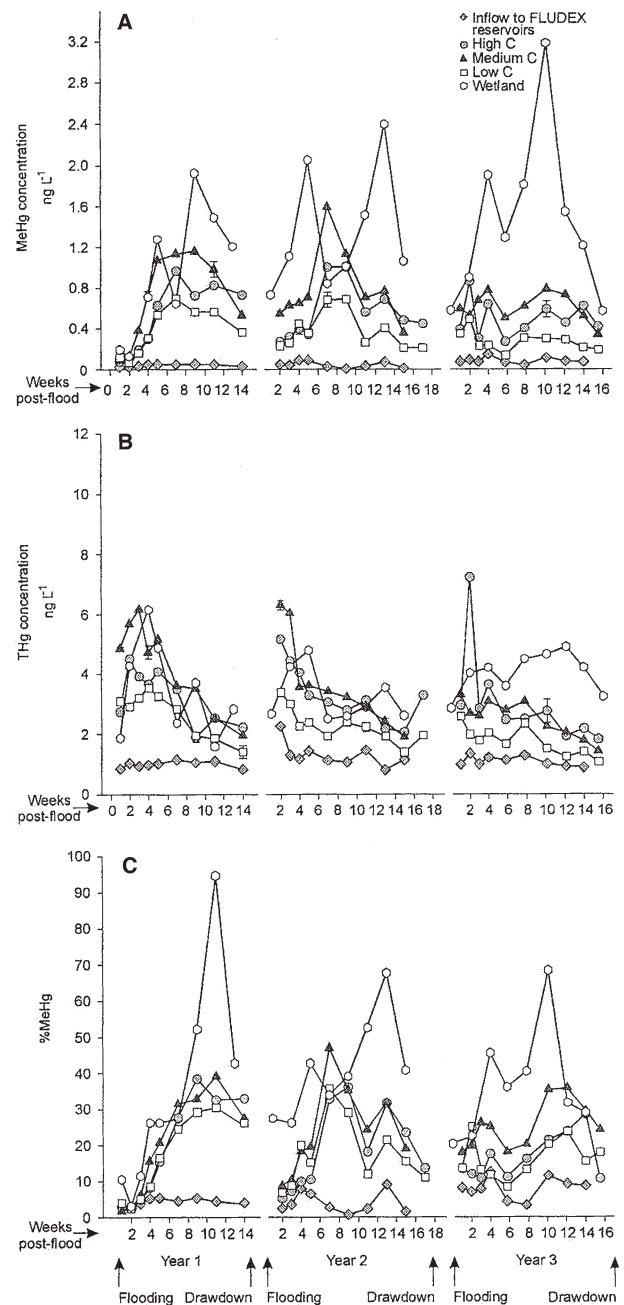 A
Inflow to FLUDEX
reservoirs
High C
Medium C
Low C
Wetland
MeHg concentration
ng L⁻¹
3.2
2.8
2.4
2.0
1.6
1.2
0.8
0.4
0
Weeks
post-flood
0 2 4 6 8 10 12 14
2 4 6 8 10 12 14 16 18
2 4 6 8 10 12 14 16
B
THg concentration
ng L⁻¹
12
10
8
6
4
2
0
Weeks
post-flood
0 2 4 6 8 10 12 14
2 4 6 8 10 12 14 16 18
2 4 6 8 10 12 14 16
C
%MeHg
100
90
80
70
60
50
40
30
20
10
0
Weeks
post-flood
0 2 4 6 8 10 12 14
2 4 6 8 10 12 14 16 18
2 4 6 8 10 12 14 16
Year 1 Year 2 Year 3
Flooding Drawdown Flooding Drawdown Flooding Drawdown